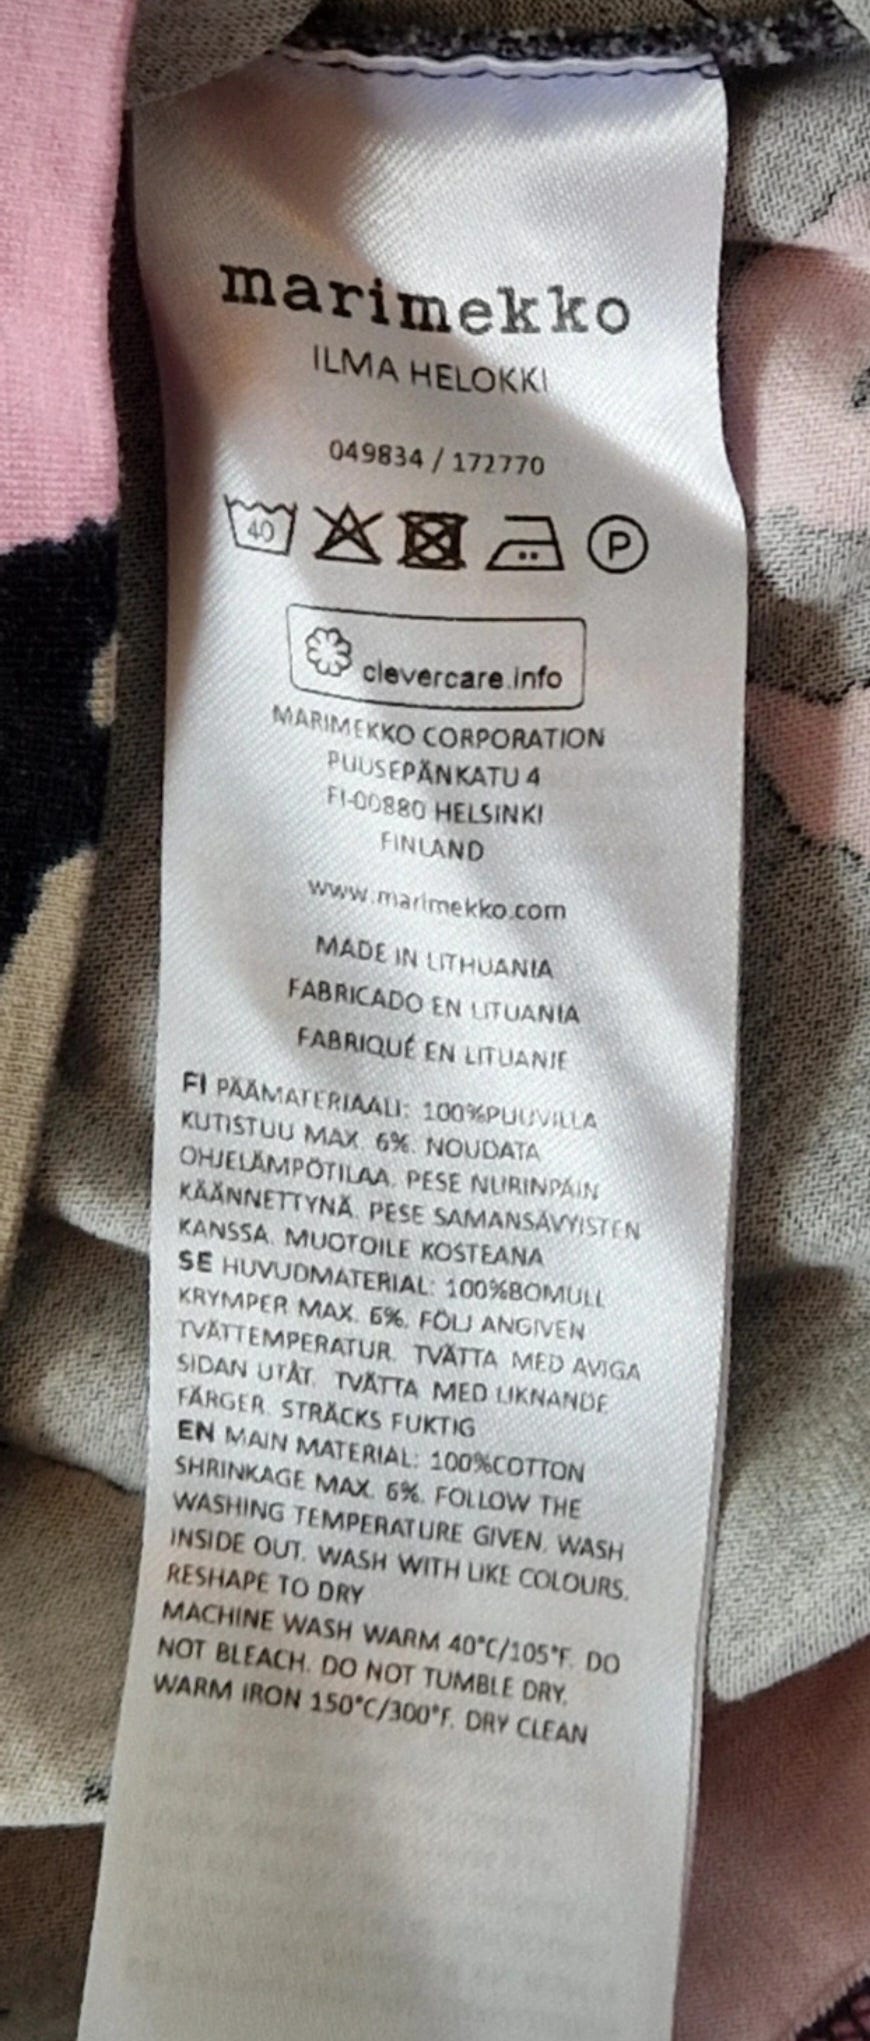 marimekko
ILMA HELOKKI
049834 / 172770
40 P
clevercare.info
MARIMEKKO CORPORATION
PUUSEPÄNKATU 4
FI-00880 HELSINKI
FINLAND
www.marimekko.com
MADE IN LITHUANIA
FABRICADO EN LITUANIA
FABRIQUÉ EN LITUANIE
FI PÄÄMATERIAALI: 100%PUUVILLA
KUTISTUU MAX. 6%. NOUDATA
OHJELÄMPÖTILAA. PESE NURINPÄIN
KÄÄNNETTYNÄ. PESE SAMANSÄVYISTEN
KANSSA. MUOTOILE KOSTEANA
SE HUVUDMATERIAL: 100%BOMULL
KRYMPER MAX. 6%. FÖLJ ANGIVEN
TVÄTTEMPERATUR. TVÄTTA MED AVIGA
SIDAN UTÅT. TVÄTTA MED LIKNANDE
FÄRGER. STRÄCKS FUKTIG
EN MAIN MATERIAL: 100%COTTON
SHRINKAGE MAX. 6%. FOLLOW THE
WASHING TEMPERATURE GIVEN. WASH
INSIDE OUT. WASH WITH LIKE COLOURS.
RESHAPE TO DRY
MACHINE WASH WARM 40°C/105°F. DO
NOT BLEACH. DO NOT TUMBLE DRY.
WARM IRON 150°C/300°F. DRY CLEAN